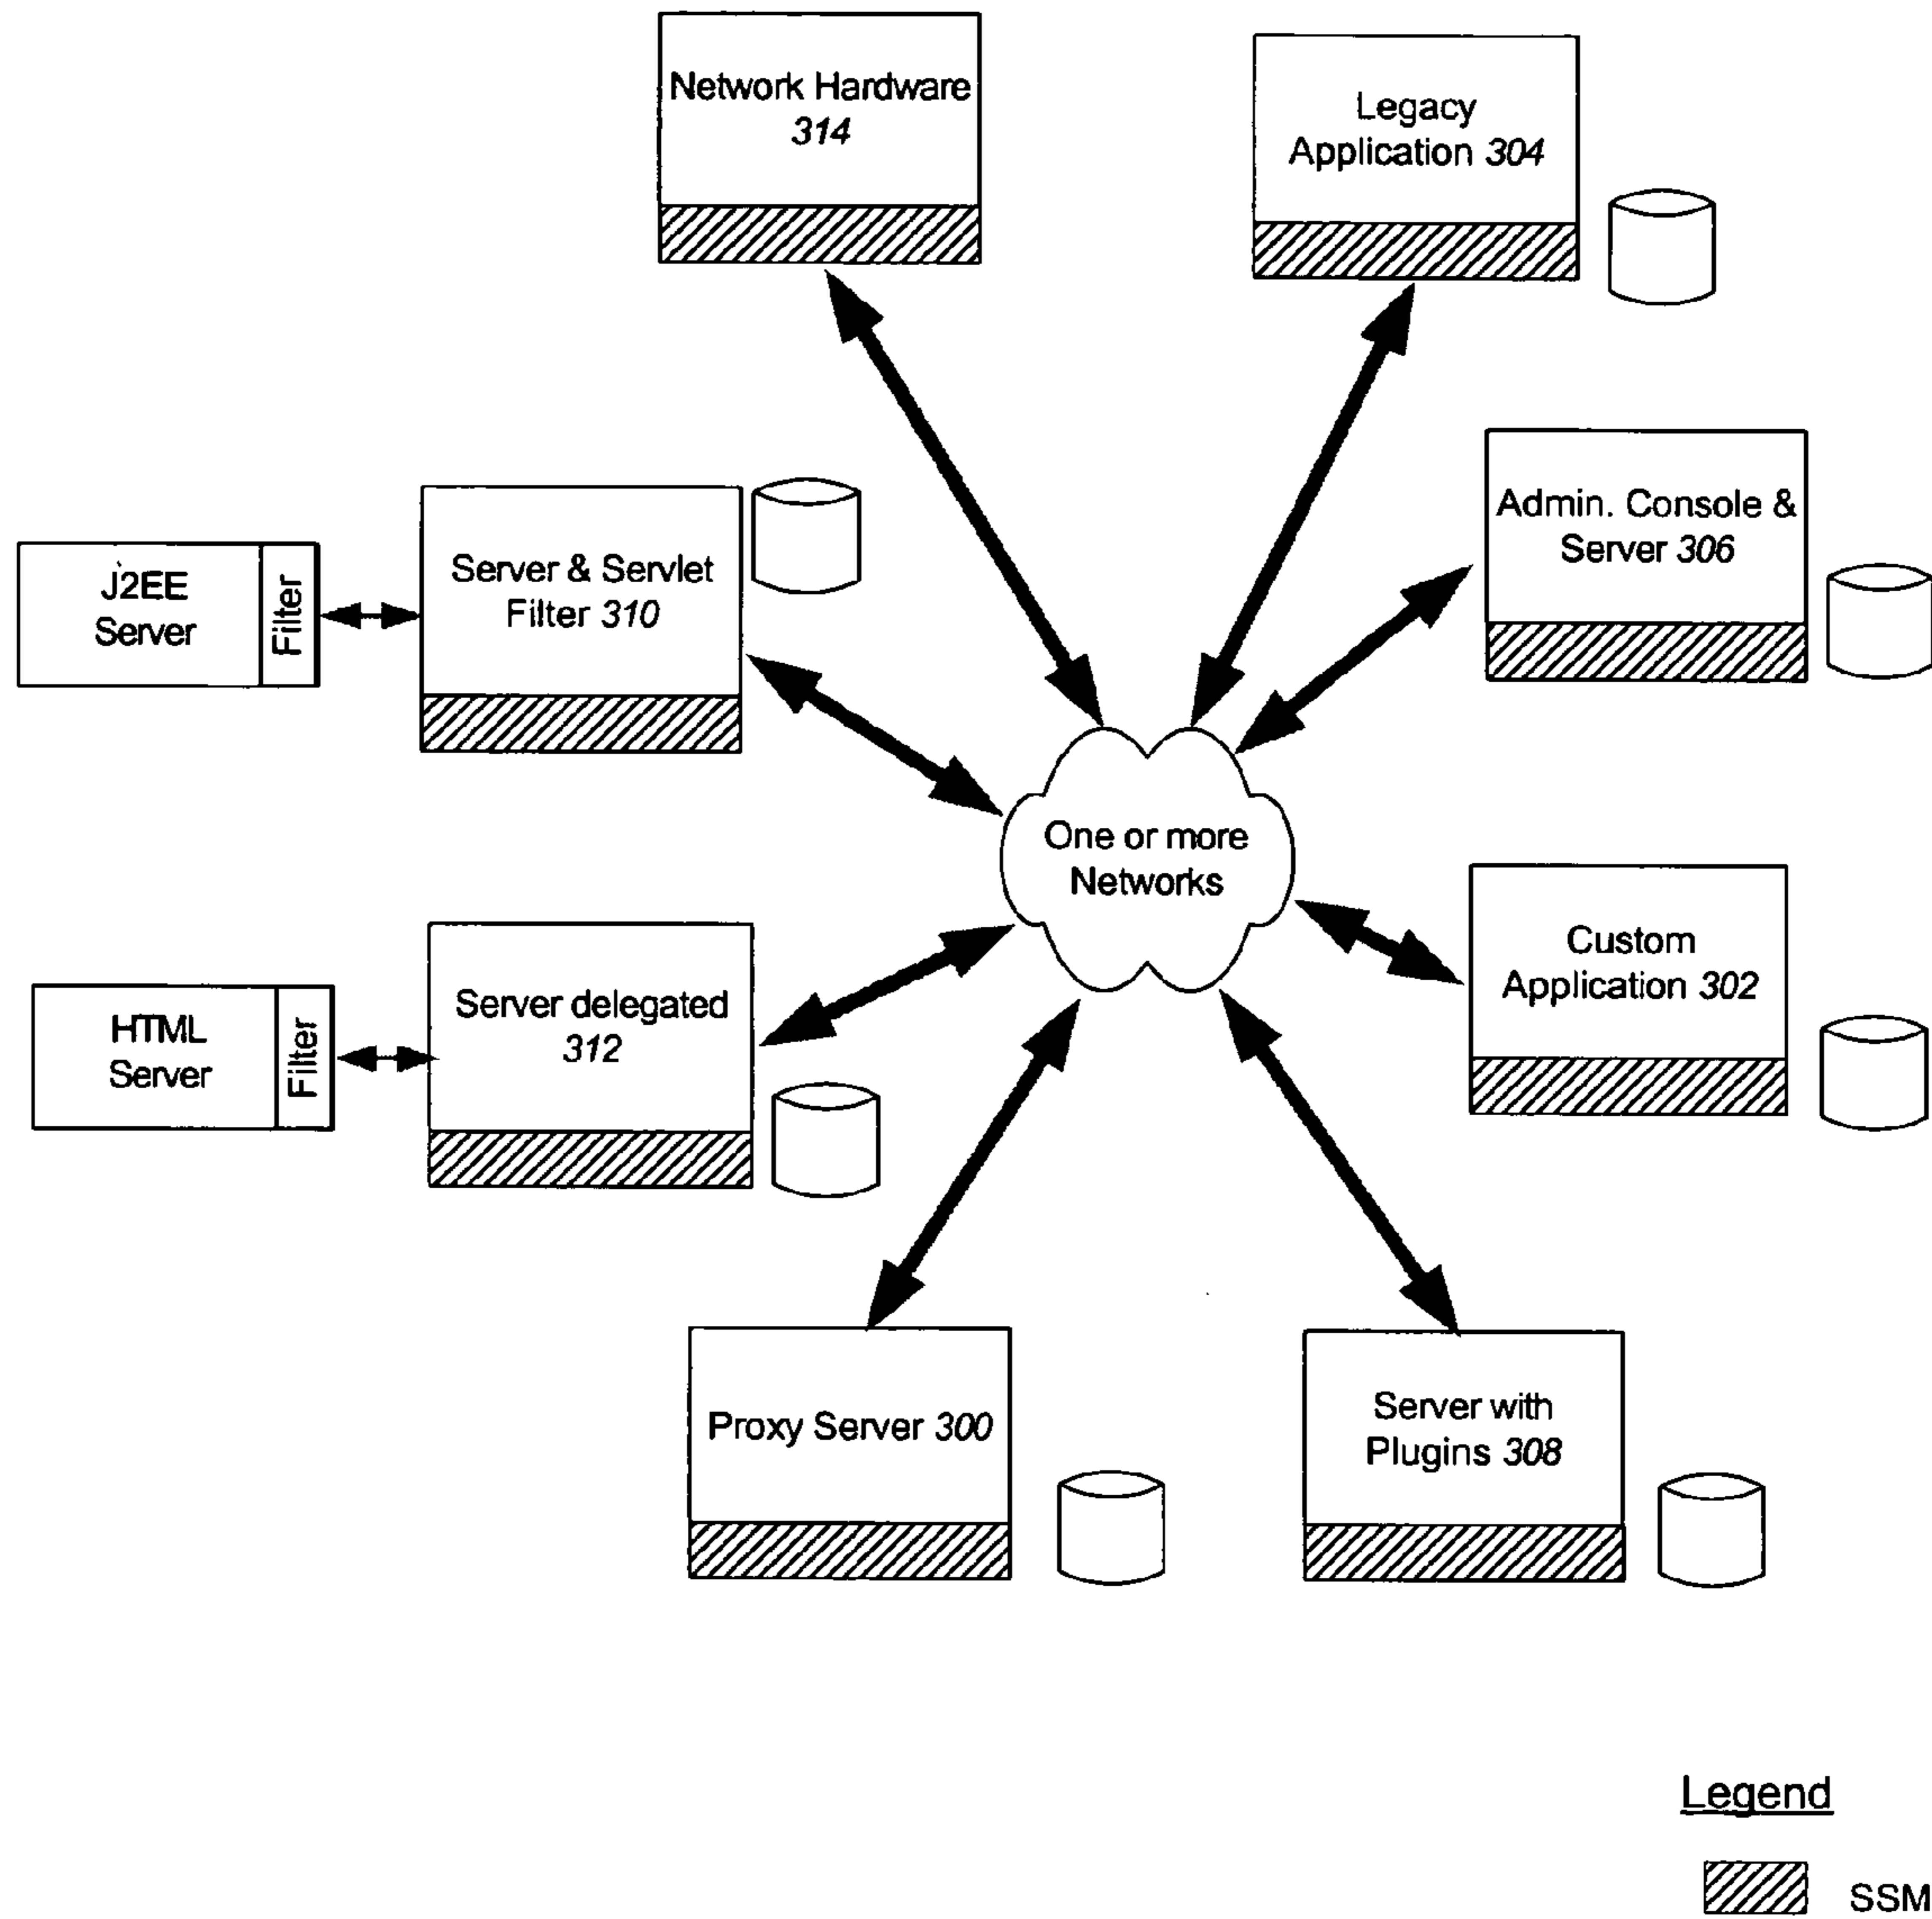 Network Hardware
314
Legacy
Application 304
Admin. Console &
Server 306
Server & Servlet
Filter 310
J2EE
Server
Filter
One or more
Networks
Custom
Application 302
Server delegated
312
HTML
Server
Filter
Proxy Server 300
Server with
Plugins 308
Legend
SSM